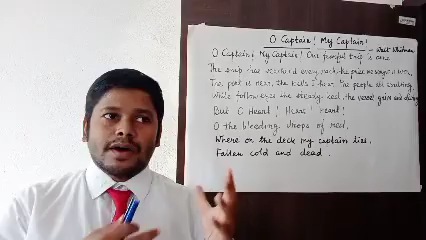 O Captain! My Captain!
- Walt Whitman
O Captain! My Captain! Our fearful trip is done
The ship has weather'd every rack, the prize we sought is won,
The port is near, the bells I hear, the people all exulting
While follow eyes the steady keel, the vessel grim and daring
But O Heart! Heart! Heart!
O the bleeding drops of red,
Where on the deck my captain lies,
Fallen cold and dead.